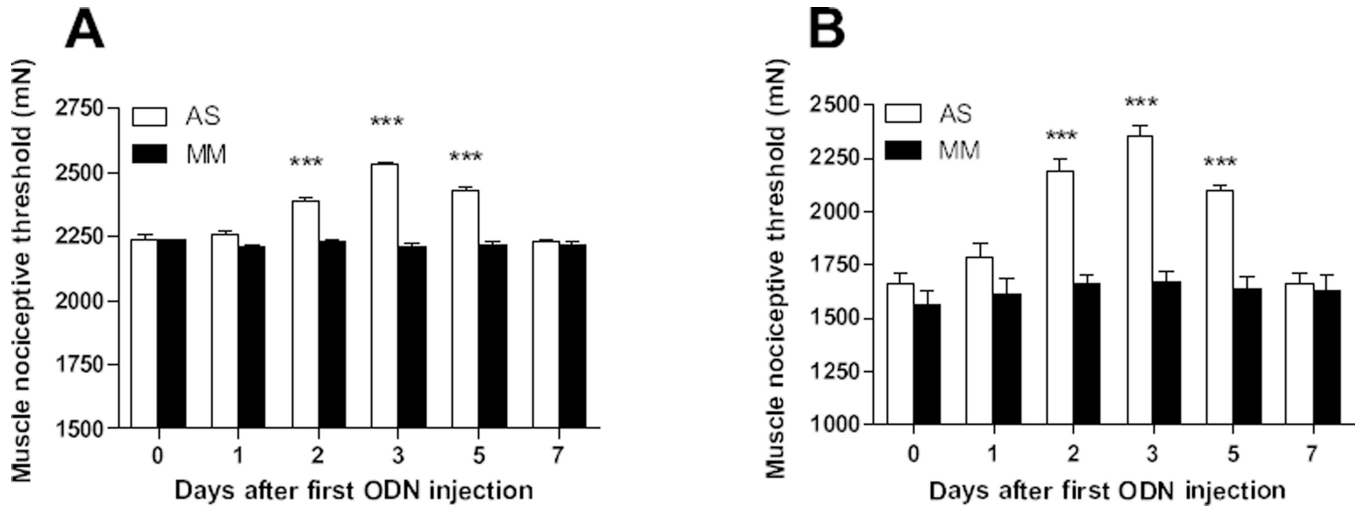 A
Muscle nociceptive threshold (mN)
2750
2500
2250
2000
1750
1500
AS
MM
***
***
***
0 1 2 3 5 7
Days after first ODN injection
B
Muscle nociceptive threshold (mN)
2500
2250
2000
1750
1500
1250
1000
AS
MM
***
***
***
0 1 2 3 5 7
Days after first ODN injection